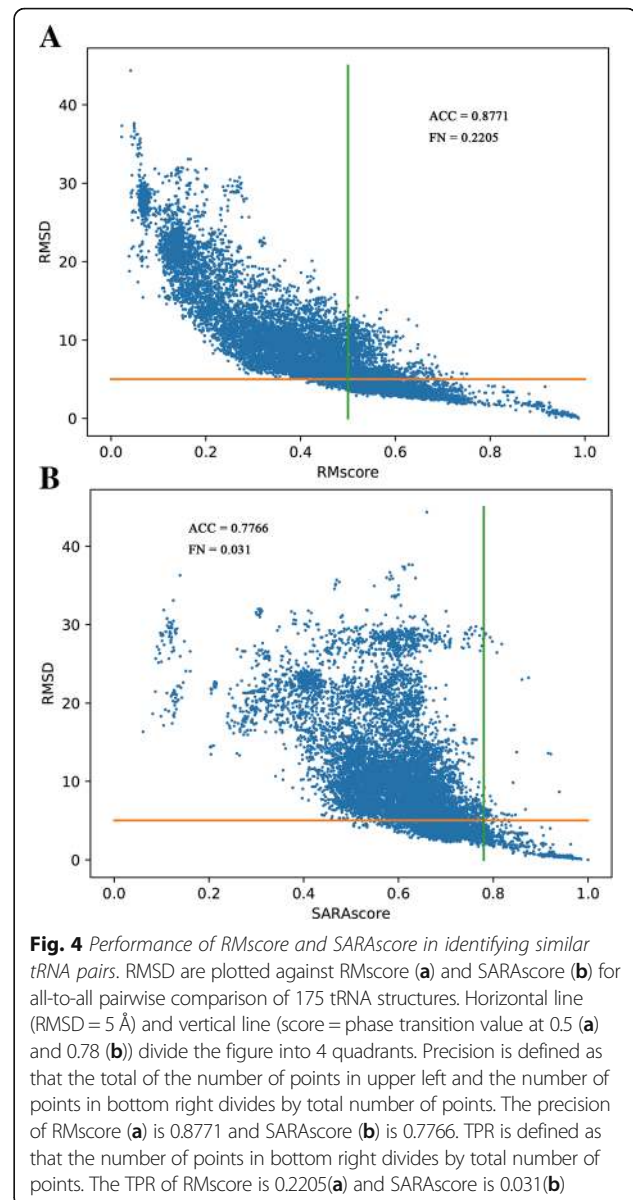 A
40
30
20
10
0
RMSD
ACC = 0.8771
FN = 0.2205
0.0 0.2 0.4 0.6 0.8 1.0
RMscore
B
40
30
20
10
0
RMSD
ACC = 0.7766
FN = 0.031
0.0 0.2 0.4 0.6 0.8 1.0
SARAscore
Fig. 4 Performance of RMscore and SARAscore in identifying similar
tRNA pairs. RMSD are plotted against RMscore (a) and SARAscore (b) for
all-to-all pairwise comparison of 175 tRNA structures. Horizontal line
(RMSD = 5 Å) and vertical line (score = phase transition value at 0.5 (a)
and 0.78 (b)) divide the figure into 4 quadrants. Precision is defined as
that the total of the number of points in upper left and the number of
points in bottom right divides by total number of points. The precision
of RMscore (a) is 0.8771 and SARAscore (b) is 0.7766. TPR is defined as
that the number of points in bottom right divides by total number of
points. The TPR of RMscore is 0.2205(a) and SARAscore is 0.031(b)